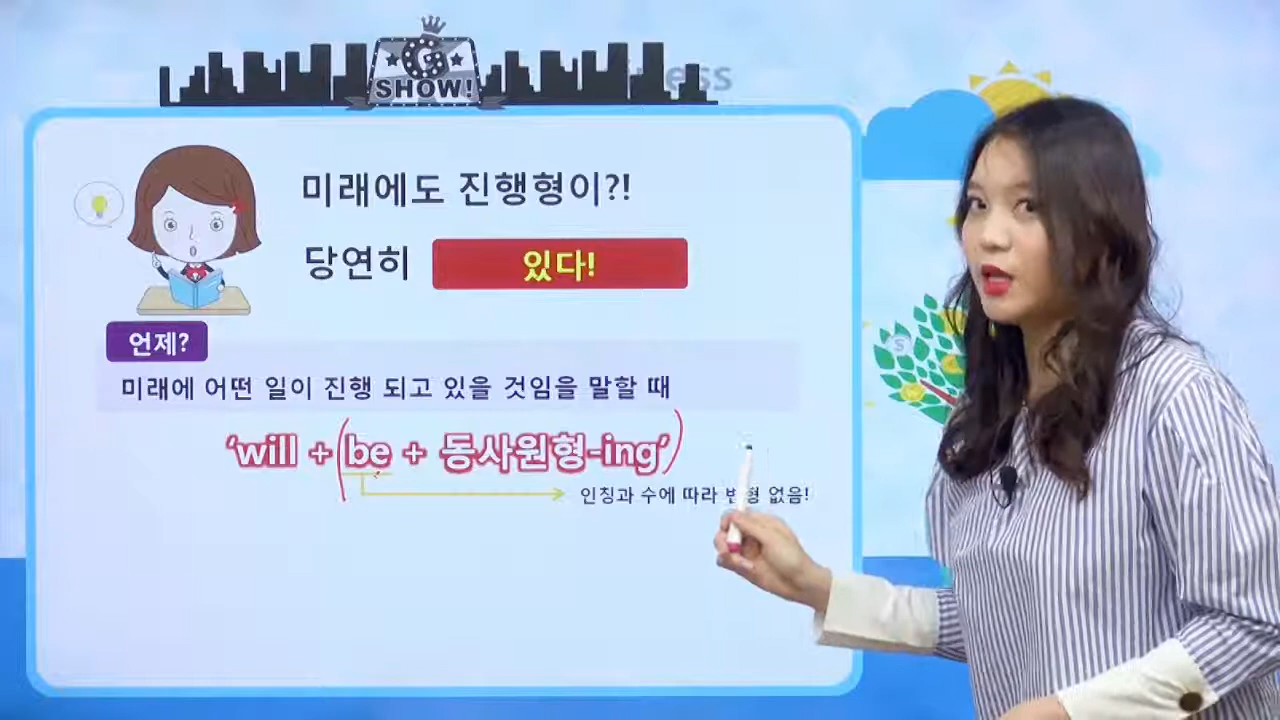 G
SHOW!
미래에도 진행형이?!
당연히 있다!
언제?
미래에 어떤 일이 진행 되고 있을 것임을 말할 때
‘will + (be + 동사원형-ing’)
인칭과 수에 따라 형 없음!
$